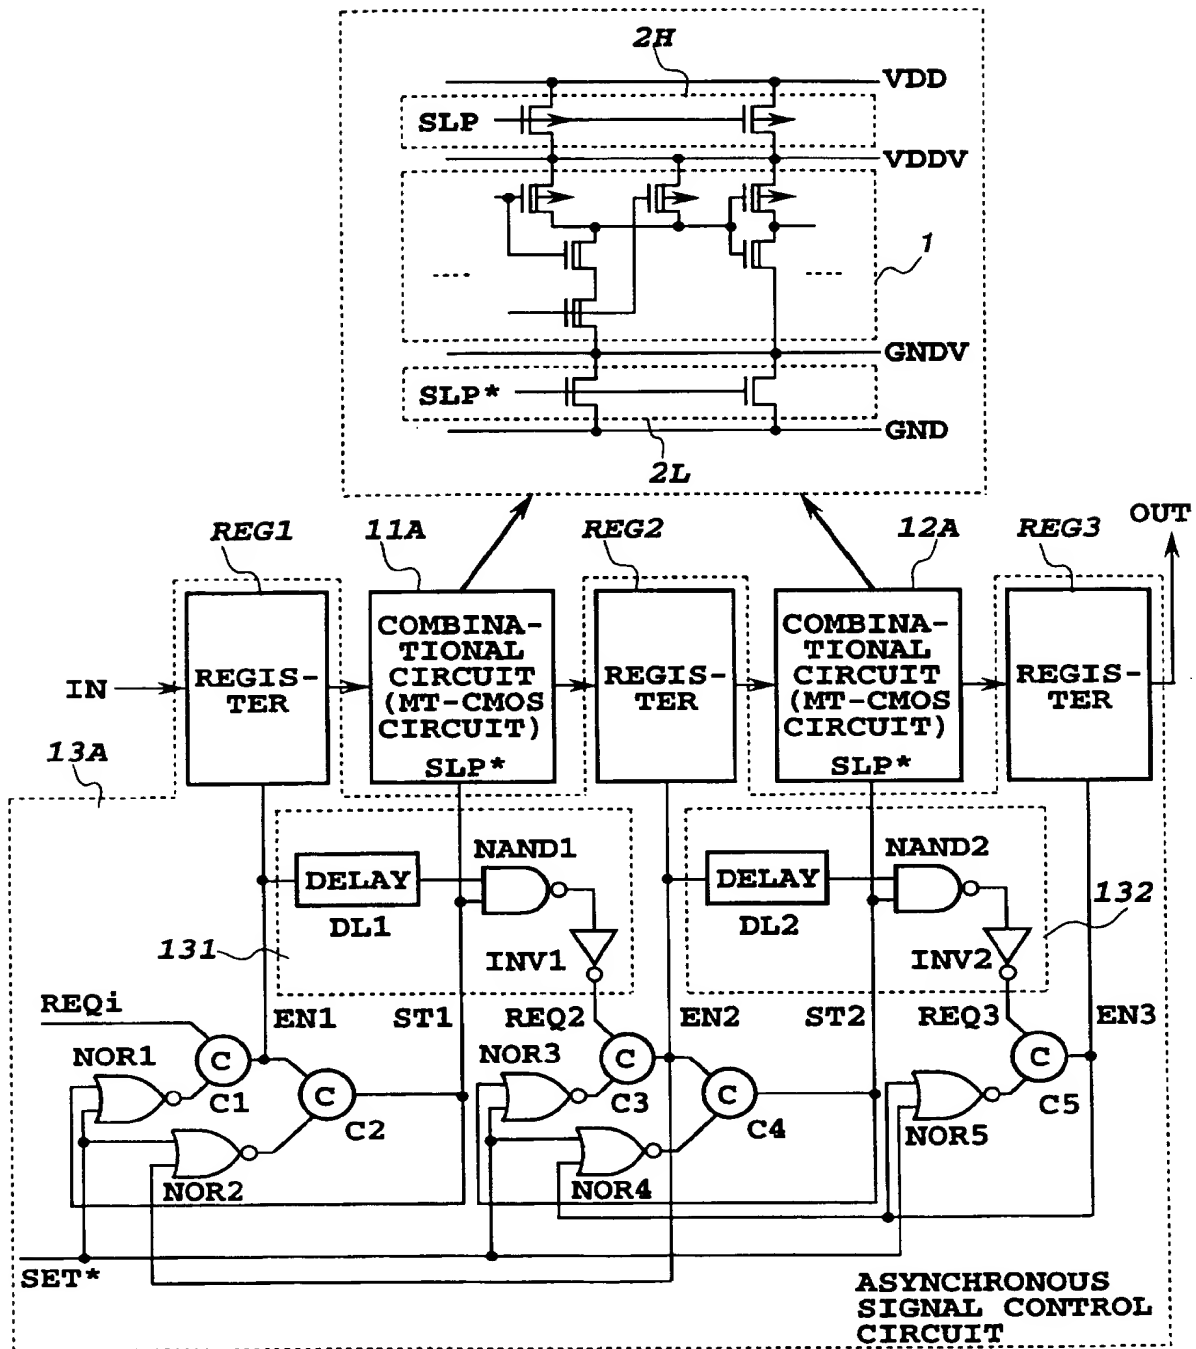 2H
VDD
SLP
VDDV
1
GNDV
SLP*
GND
2L
REG1
11A
REG2
12A
REG3
OUT
IN
REGIS-
TER
COMBINA-
TIONAL
CIRCUIT
(MT-CMOS
CIRCUIT)
SLP*
REGIS-
TER
COMBINA-
TIONAL
CIRCUIT
(MT-CMOS
CIRCUIT)
SLP*
REGIS-
TER
13A
DELAY
DL1
NAND1
INV1
131
DELAY
DL2
NAND2
INV2
132
REQi
EN1
ST1
REQ2
EN2
ST2
REQ3
EN3
NOR1
C
C1
C
C2
NOR2
NOR3
C
C3
C
C4
NOR4
C
C5
NOR5
SET*
ASYNCHRONOUS
SIGNAL CONTROL
CIRCUIT